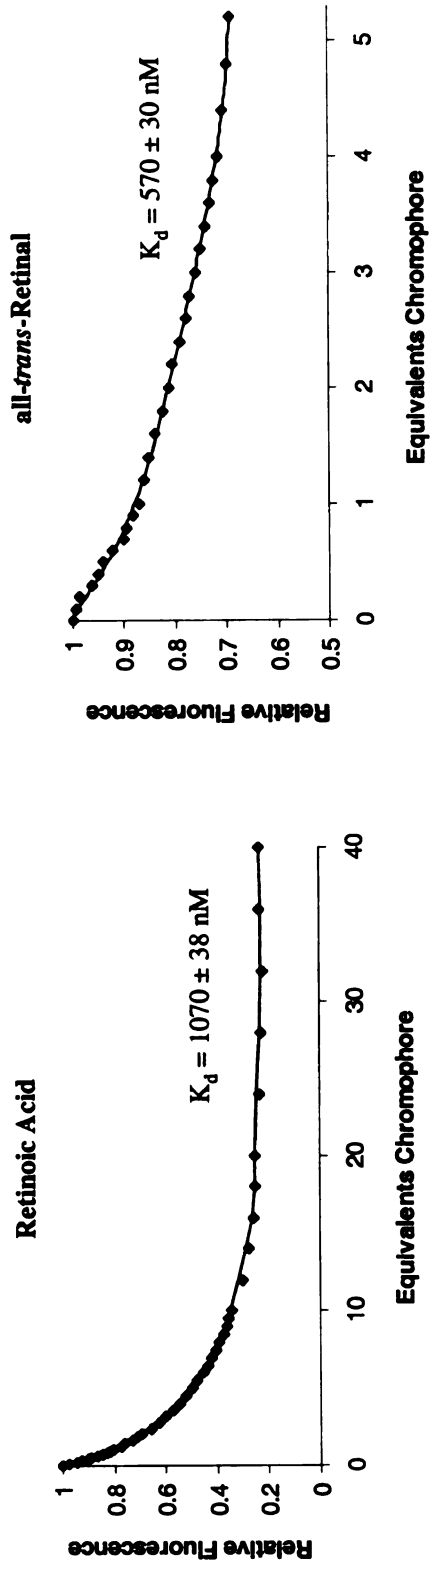 Retinoic Acid
Relative Fluorescence
1
0.8
0.6
0.4
0.2
0
K_d = 1070 ± 38 nM
0
10
20
30
40
Equivalents Chromophore
all-trans-Retinal
Relative Fluorescence
1
0.9
0.8
0.7
0.6
0.5
K_d = 570 ± 30 nM
0
1
2
3
4
5
Equivalents Chromophore